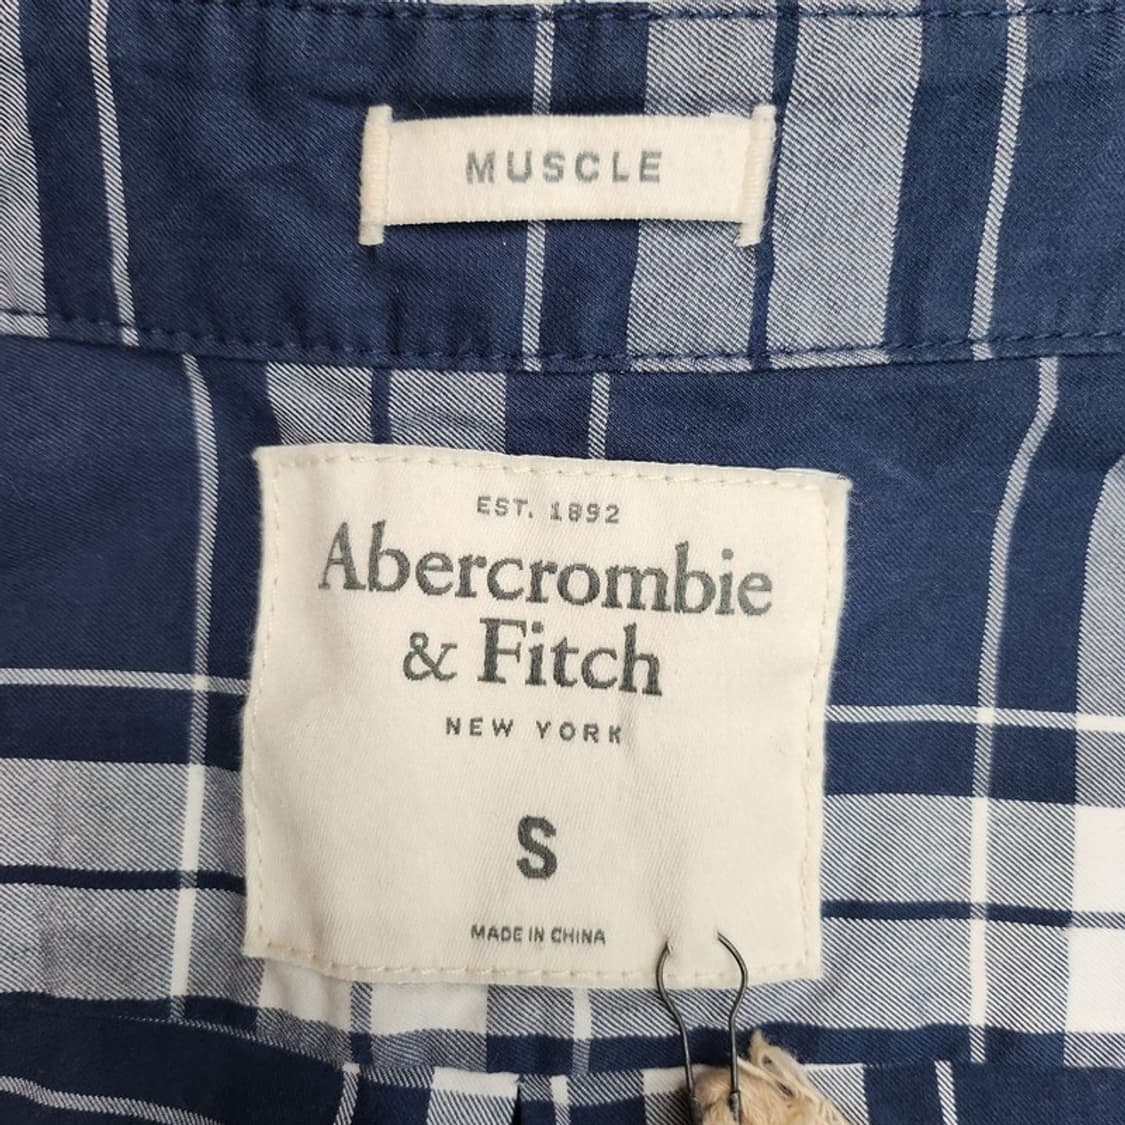 MUSCLE
EST. 1892
Abercrombie
& Fitch
NEW YORK
S
MADE IN CHINA